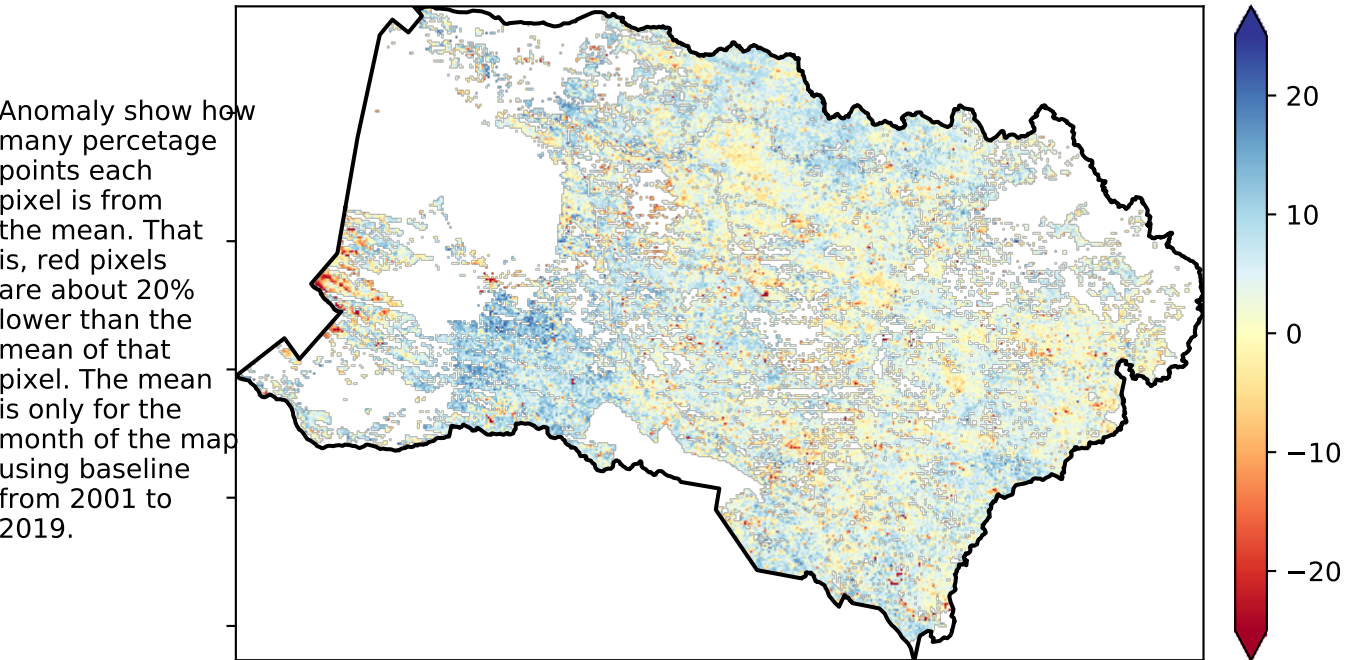 Anomaly show how
many percetage
points each
pixel is from
the mean. That
is, red pixels
are about 20%
lower than the
mean of that
pixel. The mean
is only for the
month of the map
using baseline
from 2001 to
2019.
20
10
0
−10
−20